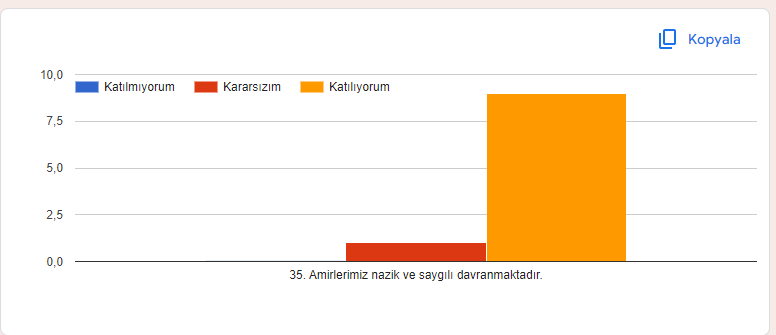 Kopyala
10,0
Katılmıyorum Kararsızım Katılıyorum
7,5
5,0
2,5
0,0
35. Amirlerimiz nazik ve saygılı davranmaktadır.